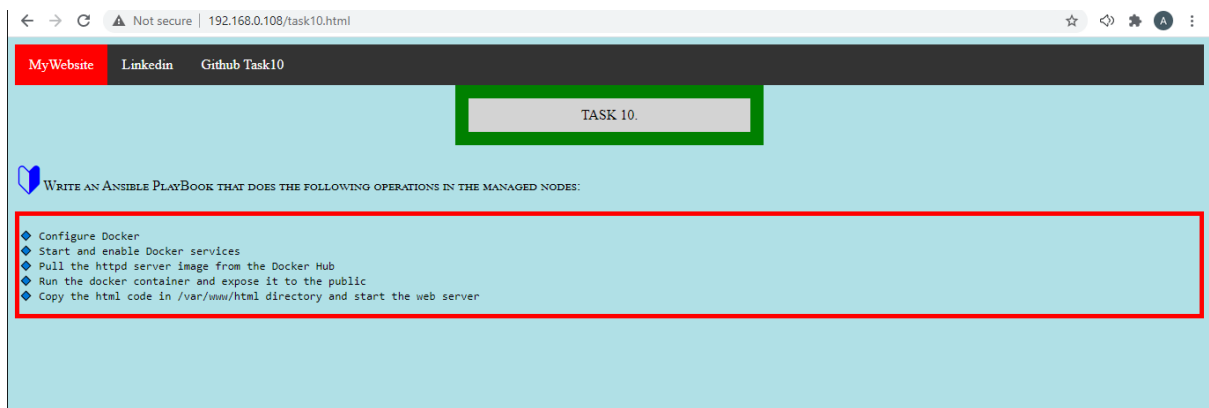 Not secure | 192.168.0.108/task10.html
A
MyWebsite Linkedin Github Task10
TASK 10.
Write an Ansible PlayBook that does the following operations in the managed nodes:
Configure Docker
Start and enable Docker services
Pull the httpd server image from the Docker Hub
Run the docker container and expose it to the public
Copy the html code in /var/www/html directory and start the web server